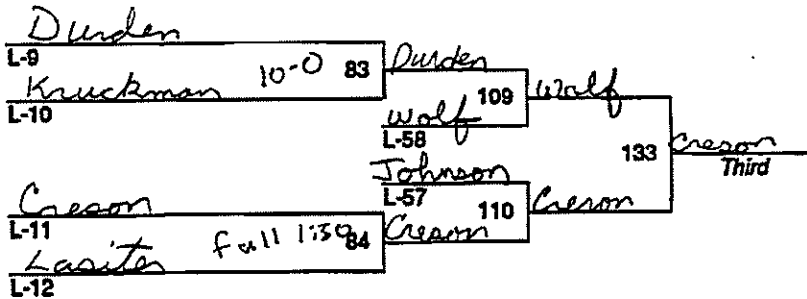 Durden
L-9
10-0 83 Durden
Kruckman
L-10
109 Wolf
Wolf
L-58
133 Creson
Third
Johnson
L-57
Creson
L-11
110 Creson
fall 1:50 84 Creson
Lasiter
L-12